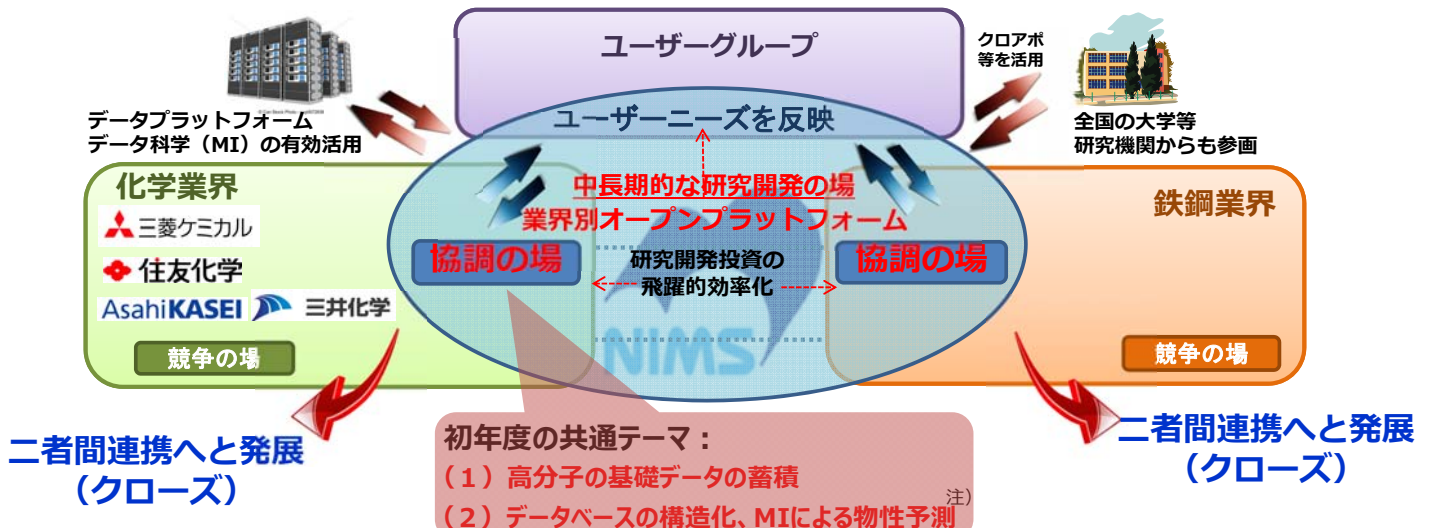 ユーザーグループ
クロアポ
等を活用
データプラットフォーム
データ科学（MI）の有効活用
ユーザーニーズを反映
全国の大学等
研究機関からも参画
化学業界
三菱ケミカル
住友化学
AsahiKASEI 三井化学
競争の場
中長期的な研究開発の場
業界別オープンプラットフォーム
協調の場
研究開発投資の
飛躍的効率化
協調の場
NIMS
鉄鋼業界
競争の場
二者間連携へと発展
（クローズ）
初年度の共通テーマ：
（１）高分子の基礎データの蓄積
（２）データベースの構造化、MIによる物性予測
注）
二者間連携へと発展
（クローズ）